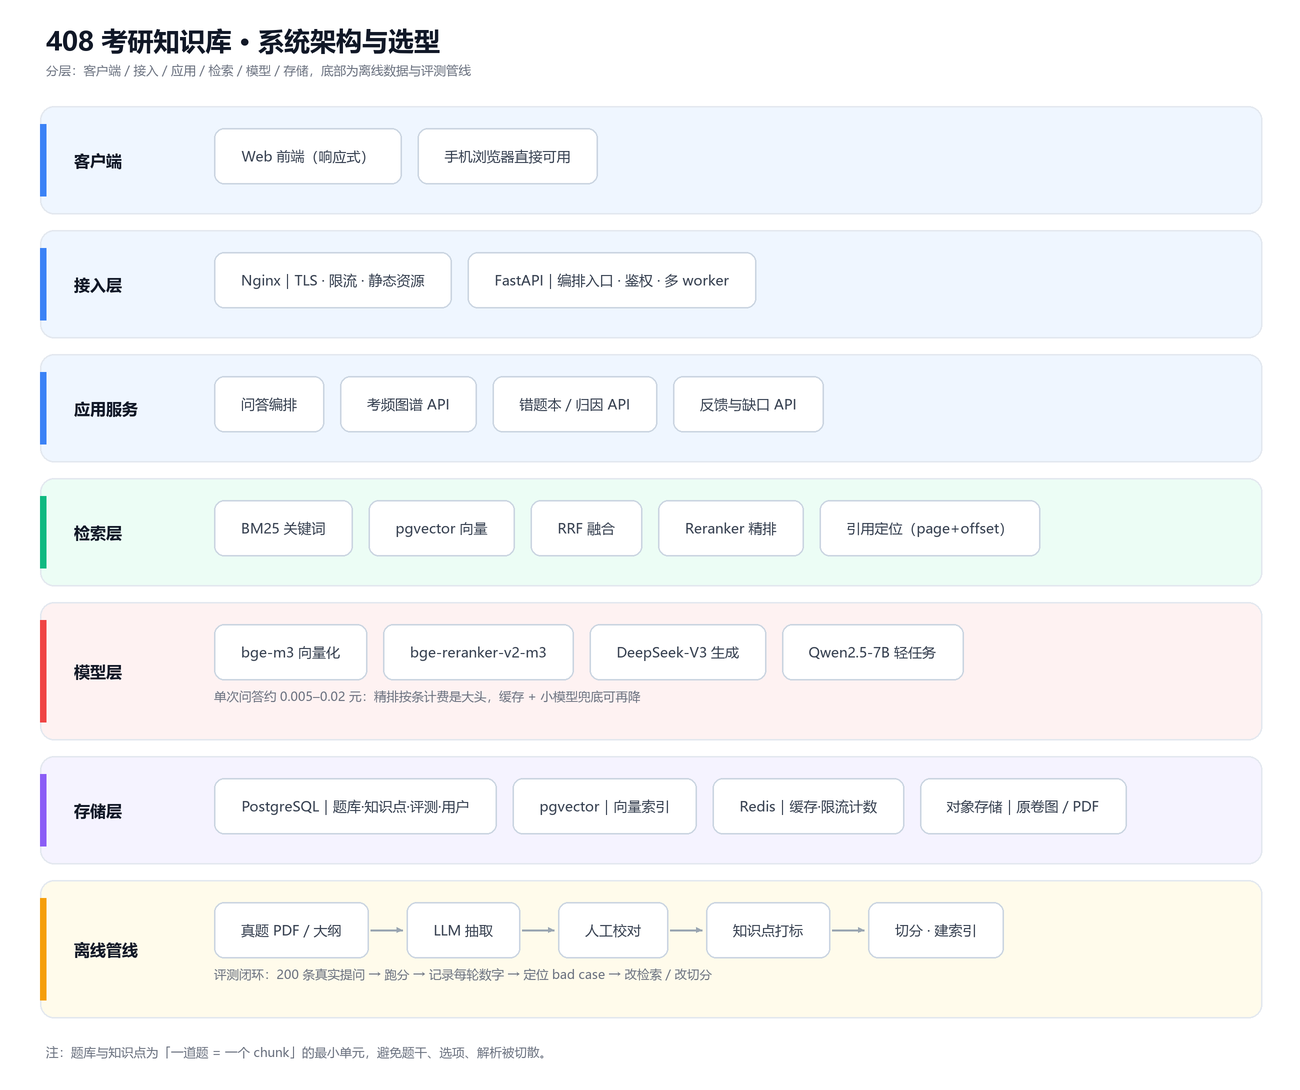 408 考研知识库 · 系统架构与选型
分层：客户端 / 接入 / 应用 / 检索 / 模型 / 存储，底部为离线数据与评测管线
客户端
Web 前端（响应式）
手机浏览器直接可用
接入层
Nginx｜TLS · 限流 · 静态资源
FastAPI｜编排入口 · 鉴权 · 多 worker
应用服务
问答编排
考频图谱 API
错题本 / 归因 API
反馈与缺口 API
检索层
BM25 关键词
pgvector 向量
RRF 融合
Reranker 精排
引用定位（page+offset）
模型层
bge-m3 向量化
bge-reranker-v2-m3
DeepSeek-V3 生成
Qwen2.5-7B 轻任务
单次问答约 0.005–0.02 元：精排按条计费是大头，缓存 + 小模型兜底可再降
存储层
PostgreSQL｜题库·知识点·评测·用户
pgvector｜向量索引
Redis｜缓存·限流计数
对象存储｜原卷图 / PDF
离线管线
真题 PDF / 大纲
LLM 抽取
人工校对
知识点打标
切分 · 建索引
评测闭环：200 条真实提问 → 跑分 → 记录每轮数字 → 定位 bad case → 改检索 / 改切分
注：题库与知识点为「一道题 = 一个 chunk」的最小单元，避免题干、选项、解析被切散。